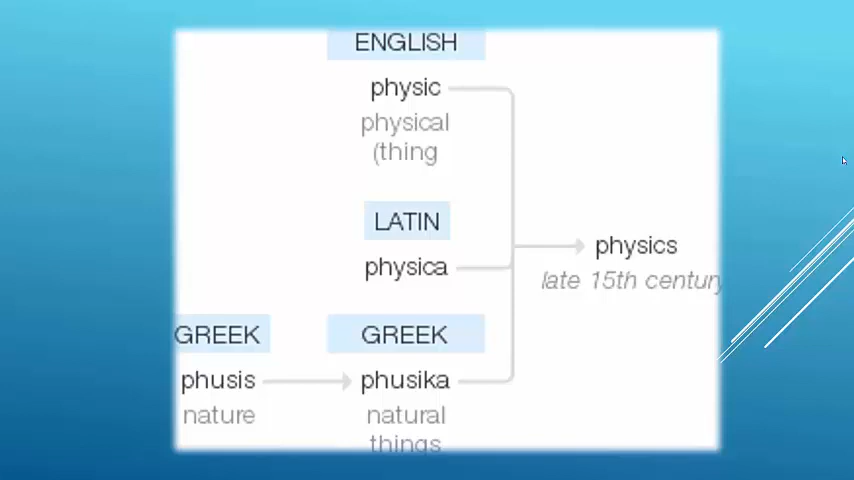 ENGLISH
physic
physical
(thing
LATIN
physica
physics
late 15th century
GREEK GREEK
phusis phusika
nature natural
things